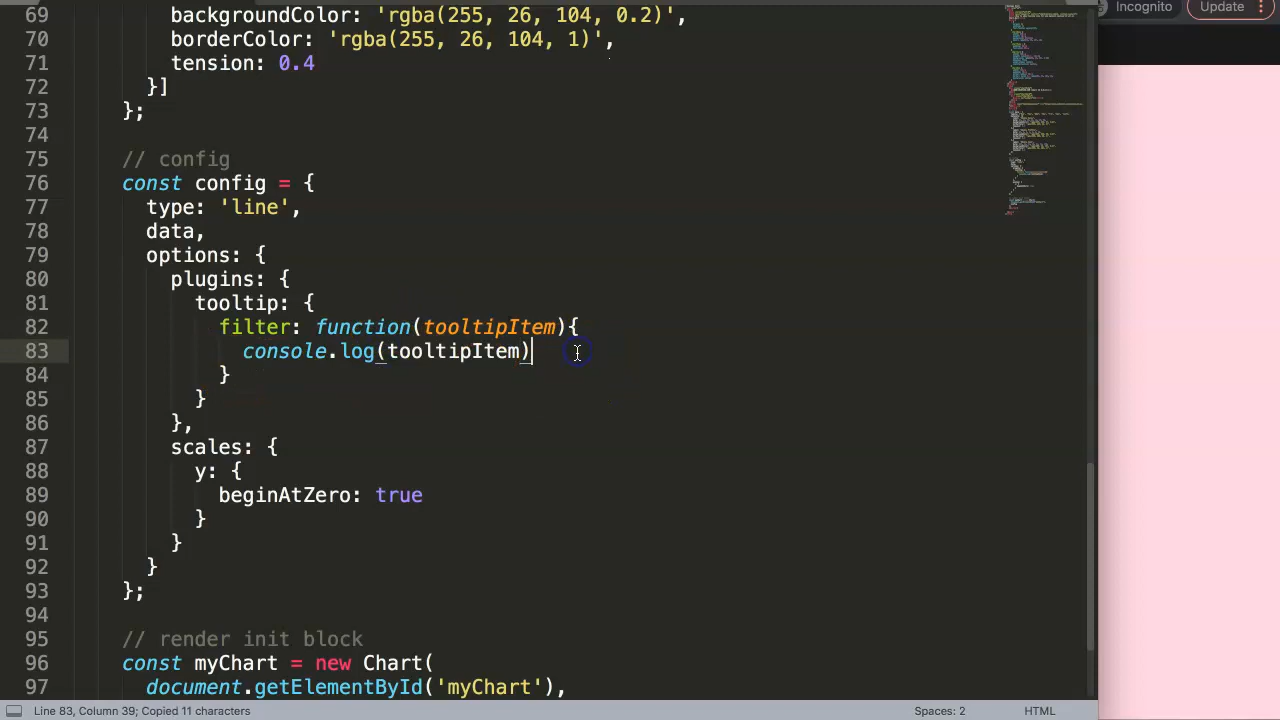 69 backgroundColor: 'rgba(255, 26, 104, 0.2)',
70 borderColor: 'rgba(255, 26, 104, 1)',
71 tension: 0.4
72 }]
73 };
74
75 // config
76 const config = {
77 type: 'line',
78 data,
79 options: {
80 plugins: {
81 tooltip: {
82 filter: function(tooltipItem){
83 console.log(tooltipItem)
84 }
85 }
86 },
87 scales: {
88 y: {
89 beginAtZero: true
90 }
91 }
92 }
93 };
94
95 // render init block
96 const myChart = new Chart(
97 document.getElementById('myChart'),
Line 83, Column 39; Copied 11 characters
Spaces: 2
HTML
Incognito
Update